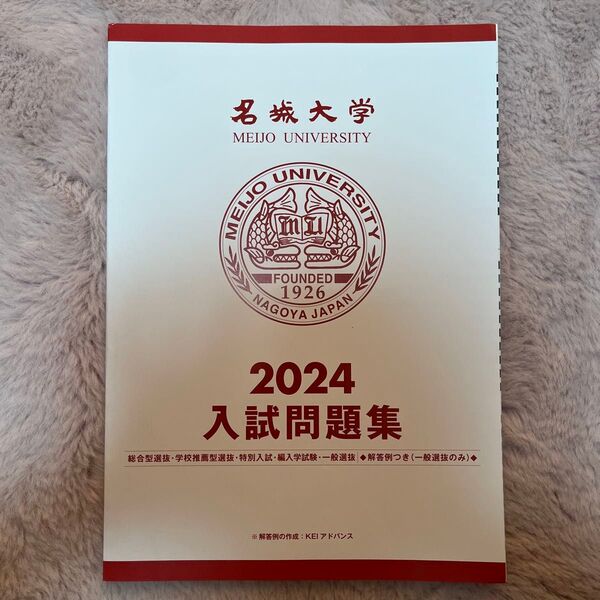 名城大学
MEIJO UNIVERSITY
MEIJO UNIVERSITY
MU
FOUNDED
1926
NAGOYA JAPAN
2024
入試問題集
総合型選抜・学校推薦型選抜・特別入試・編入学試験・一般選抜 ◆解答例つき(一般選抜のみ)◆
※解答例の作成：KEIアドバンス